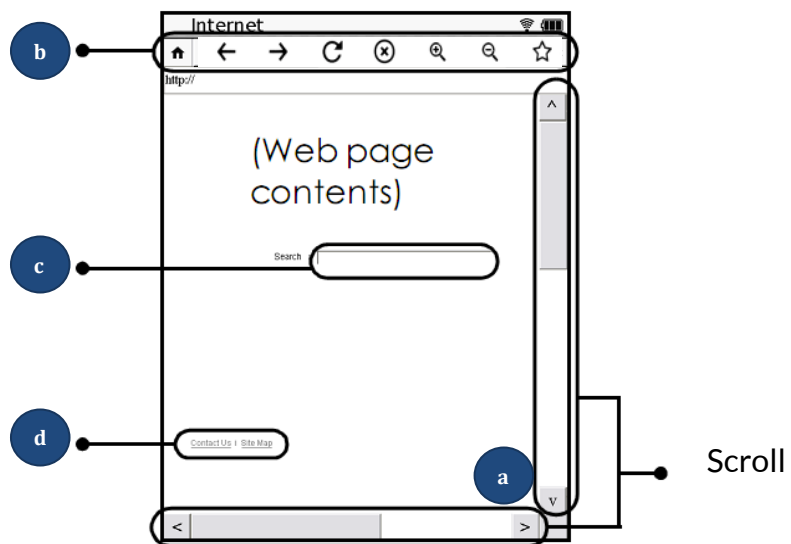 Internet
b
http://
^
(Web page
contents)
Search
c
d
Contact Us | Site Map
a
Scroll
v
< >